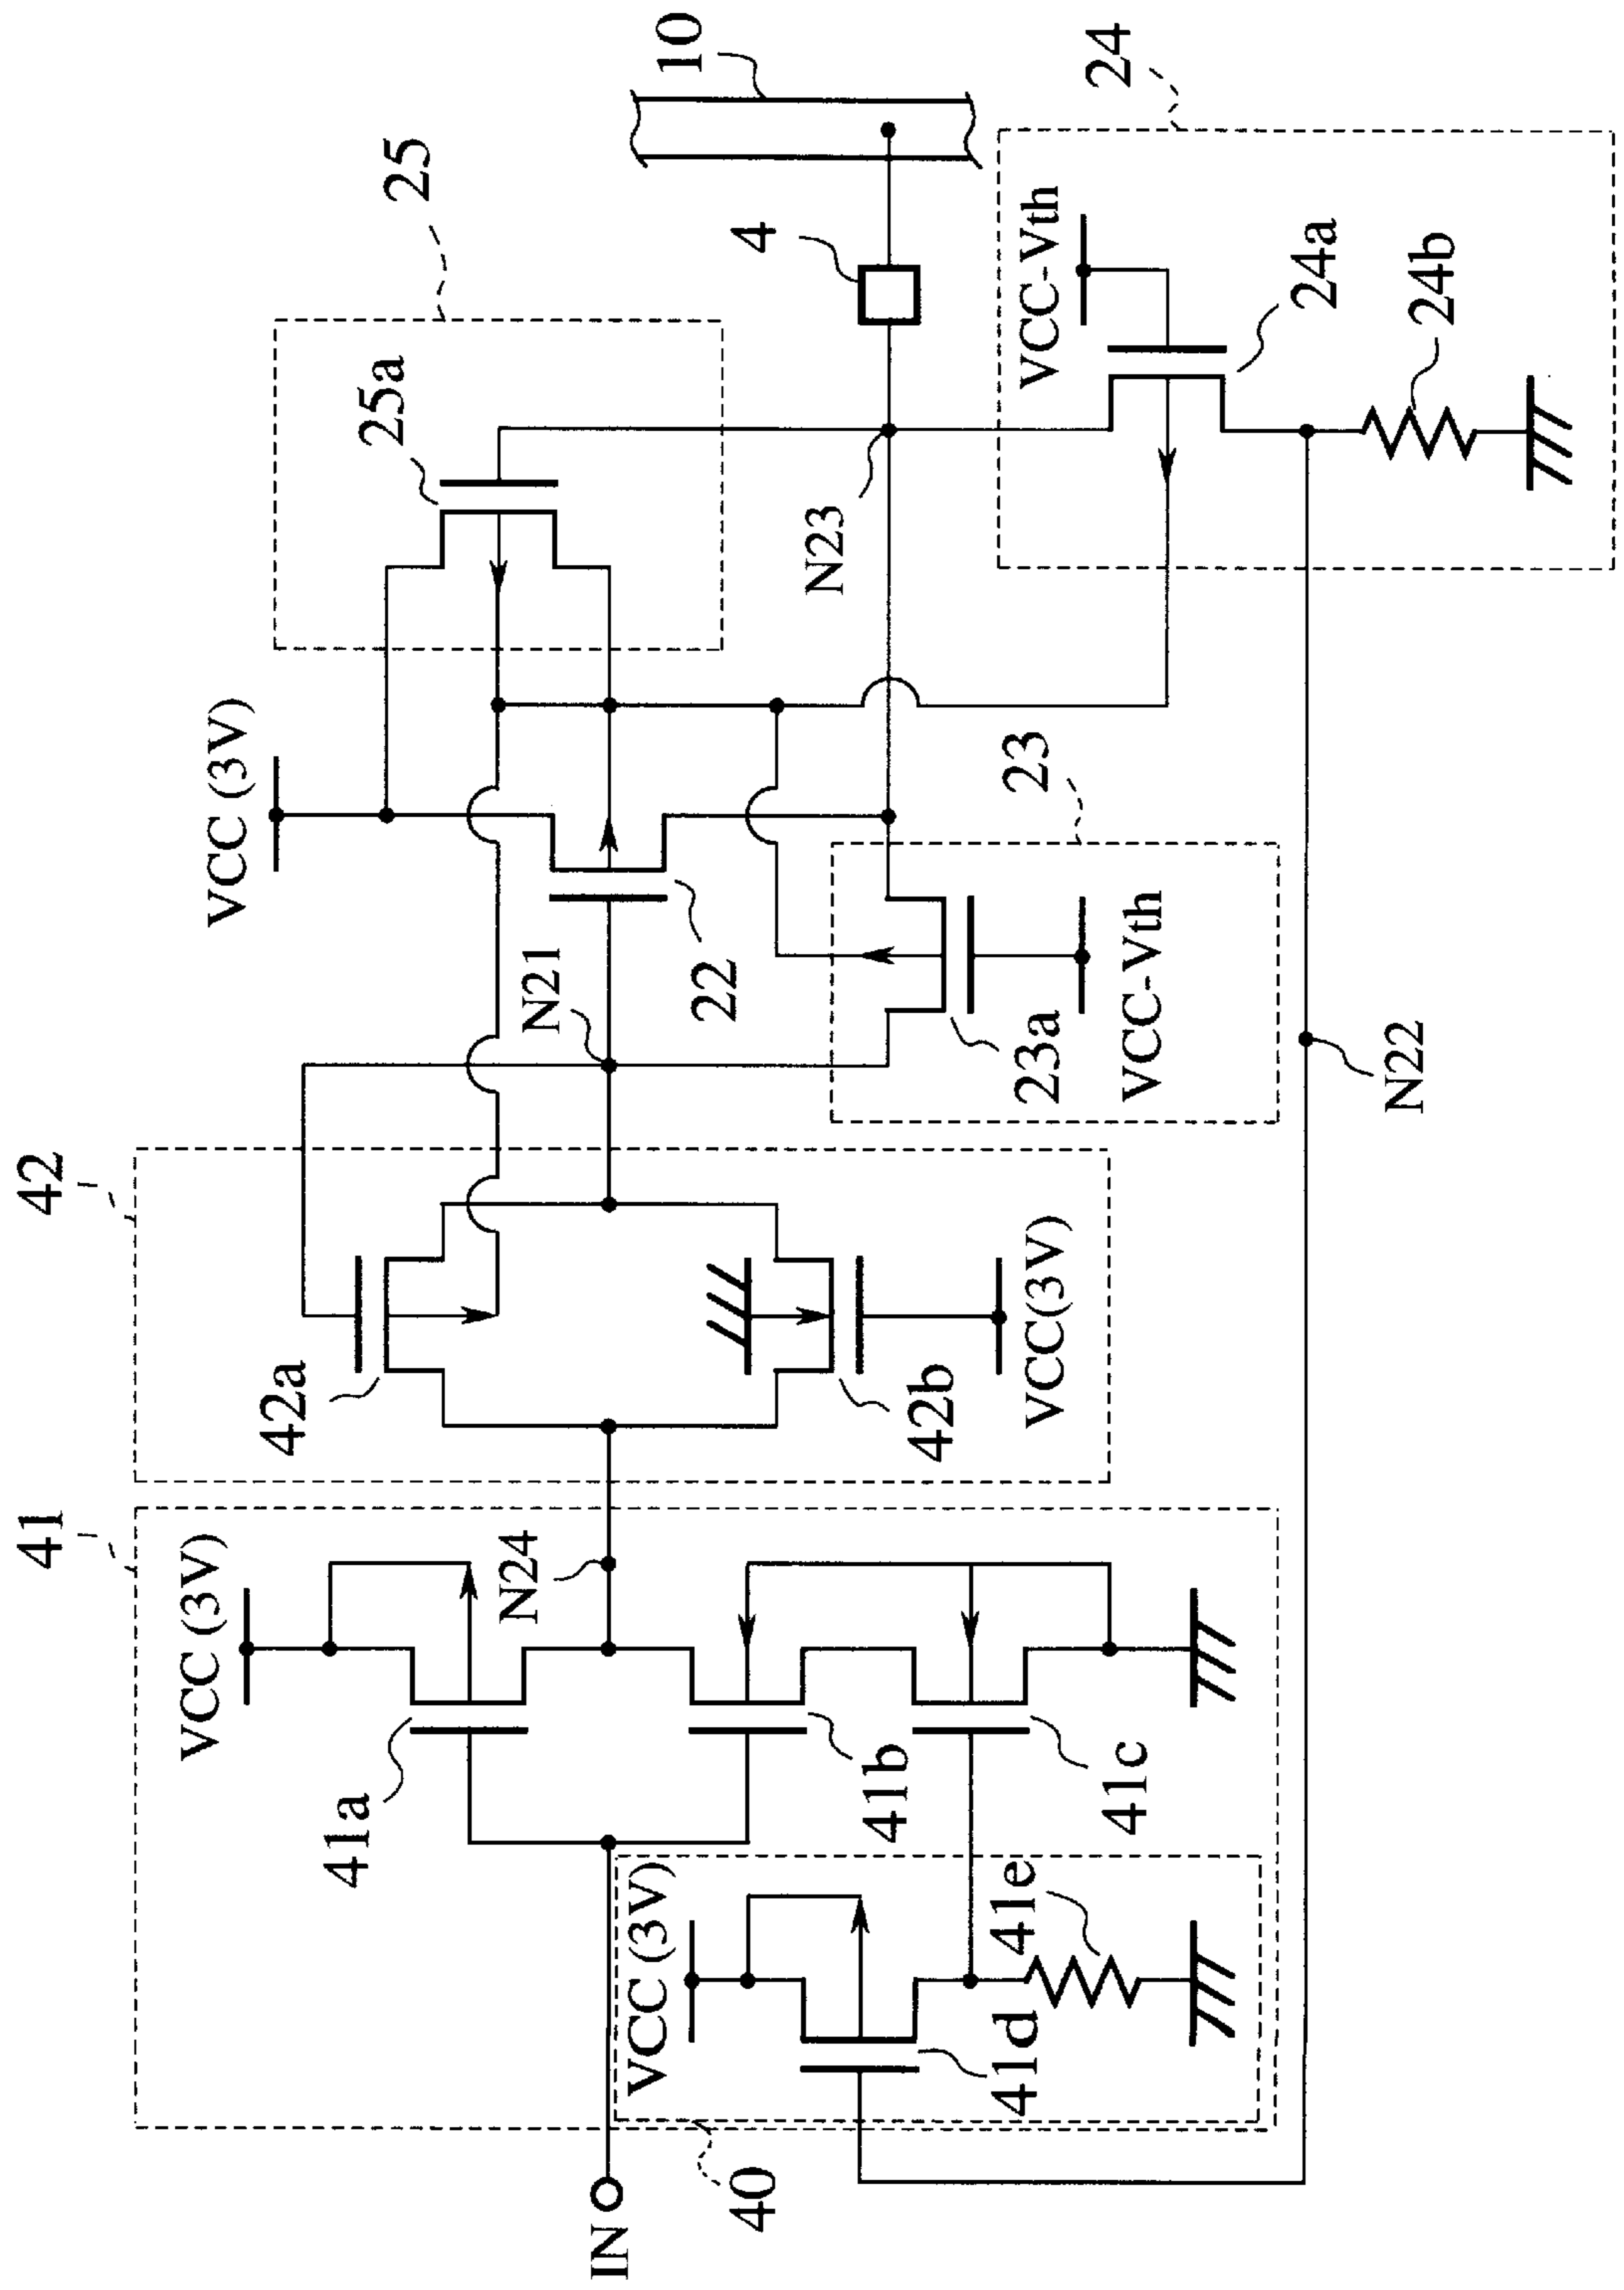 41
42
VCC (3V)
25
25a
10
4
VCC (3V)
41a
N24
42a
N21
22
N23
24
VCC-Vth
24a
24b
IN
40
VCC (3V)
41d
41e
41b
41c
42b
VCC(3V)
23
23a
VCC-Vth
N22